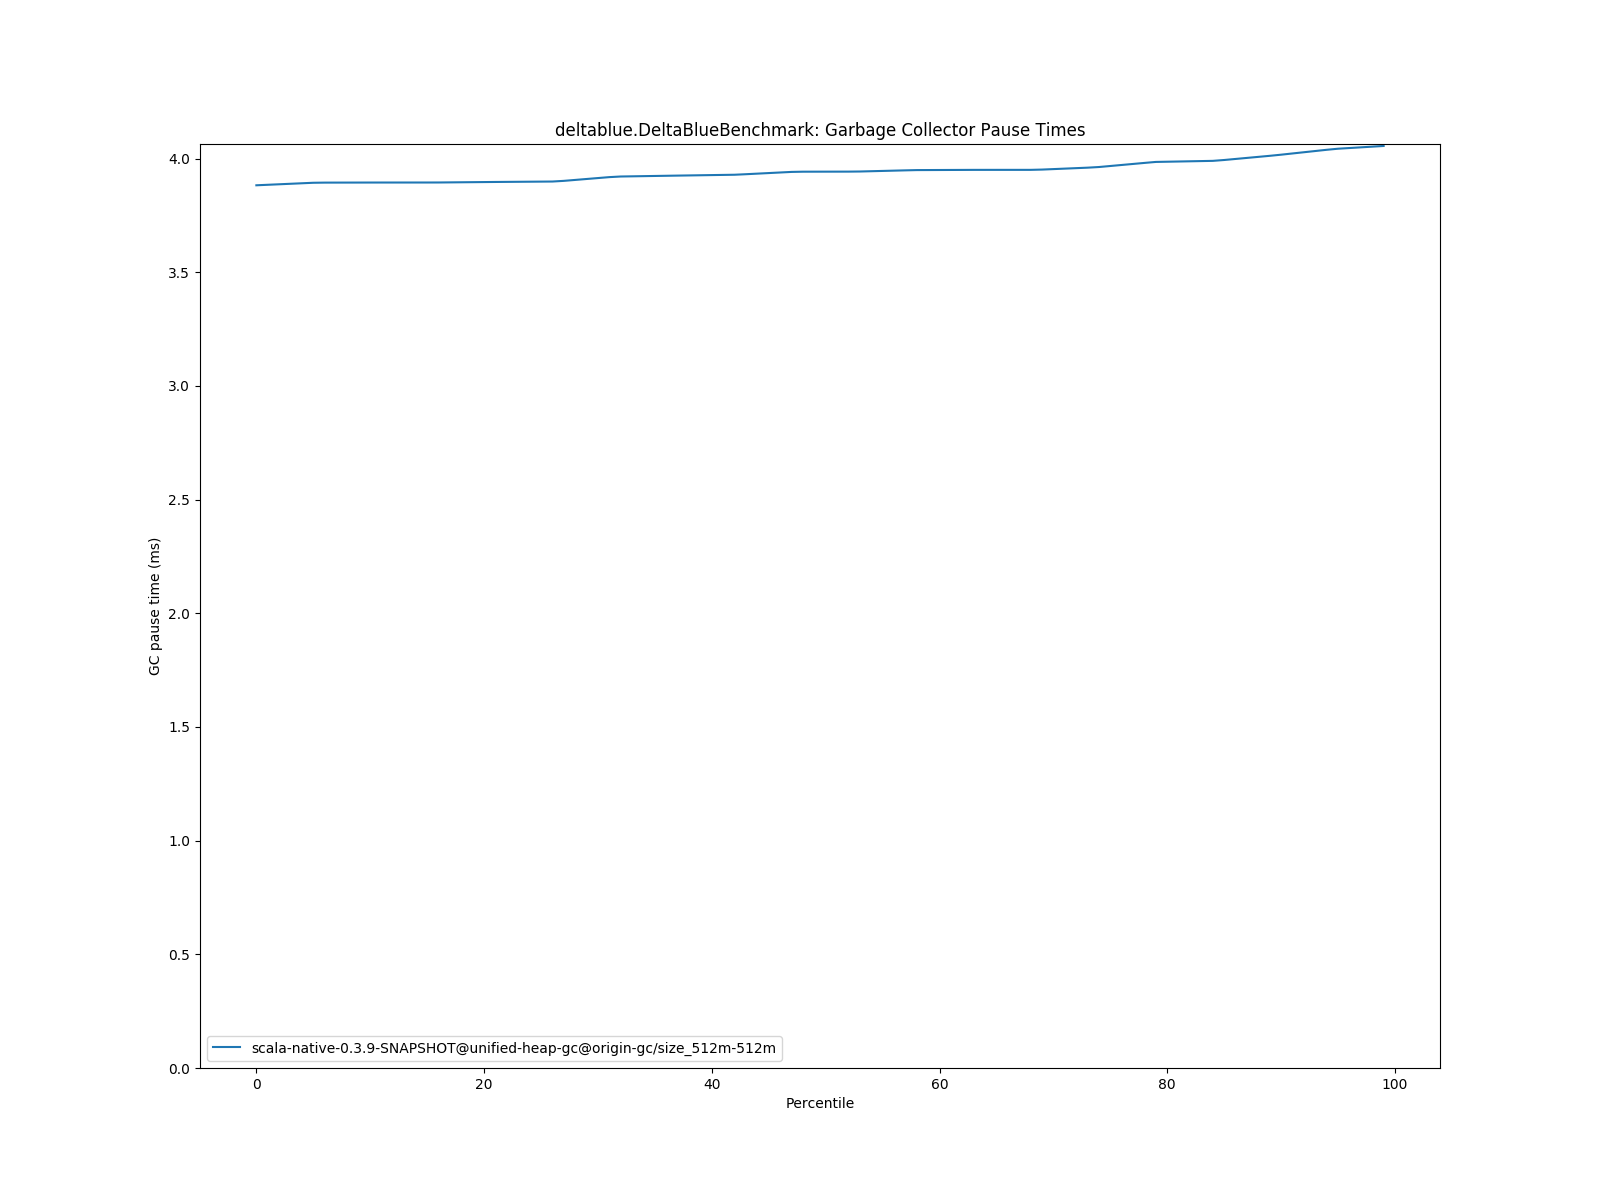 deltablue.DeltaBlueBenchmark: Garbage Collector Pause Times
4.0
3.5
3.0
2.5
2.0
1.5
1.0
0.5
0.0
GC pause time (ms)
scala-native-0.3.9-SNAPSHOT@unified-heap-gc@origin-gc/size_512m-512m
0 20 40 60 80 100
Percentile